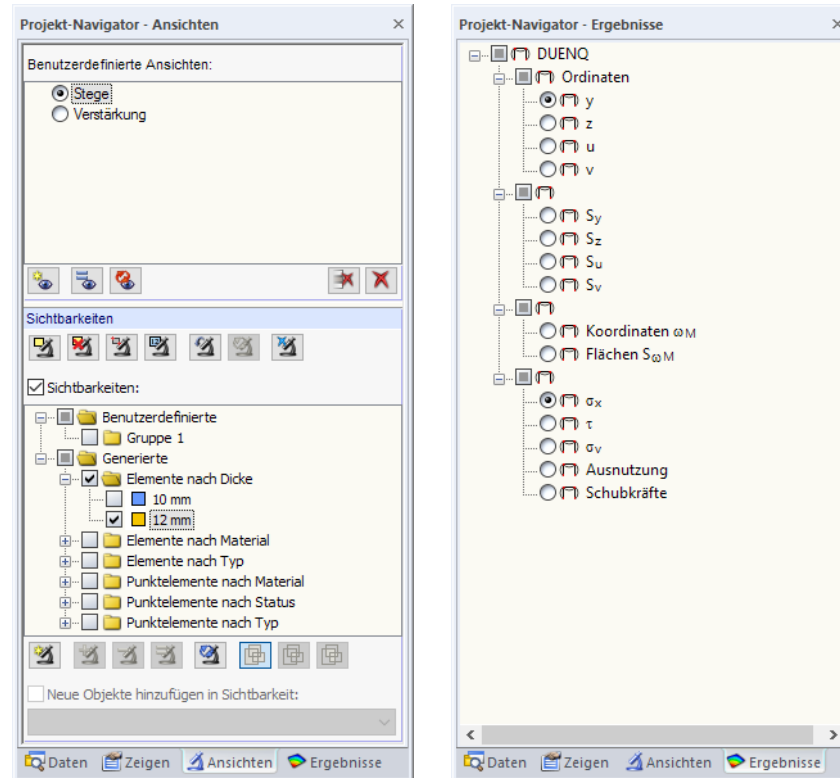 Projekt-Navigator - Ansichten
Benutzerdefinierte Ansichten:
Stege
Verstärkung
Sichtbarkeiten
Sichtbarkeiten:
Benutzerdefinierte
Gruppe 1
Generierte
Elemente nach Dicke
10 mm
12 mm
Elemente nach Material
Elemente nach Typ
Punktelemente nach Material
Punktelemente nach Status
Punktelemente nach Typ
Neue Objekte hinzufügen in Sichtbarkeit:
Daten Zeigen Ansichten Ergebnisse
Projekt-Navigator - Ergebnisse
DUENQ
Ordinaten
y
z
u
v
Sy
Sz
Su
Sv
Koordinaten ωM
Flächen SωM
σx
τ
σv
Ausnutzung
Schubkräfte
Daten Zeigen Ansichten Ergebnisse